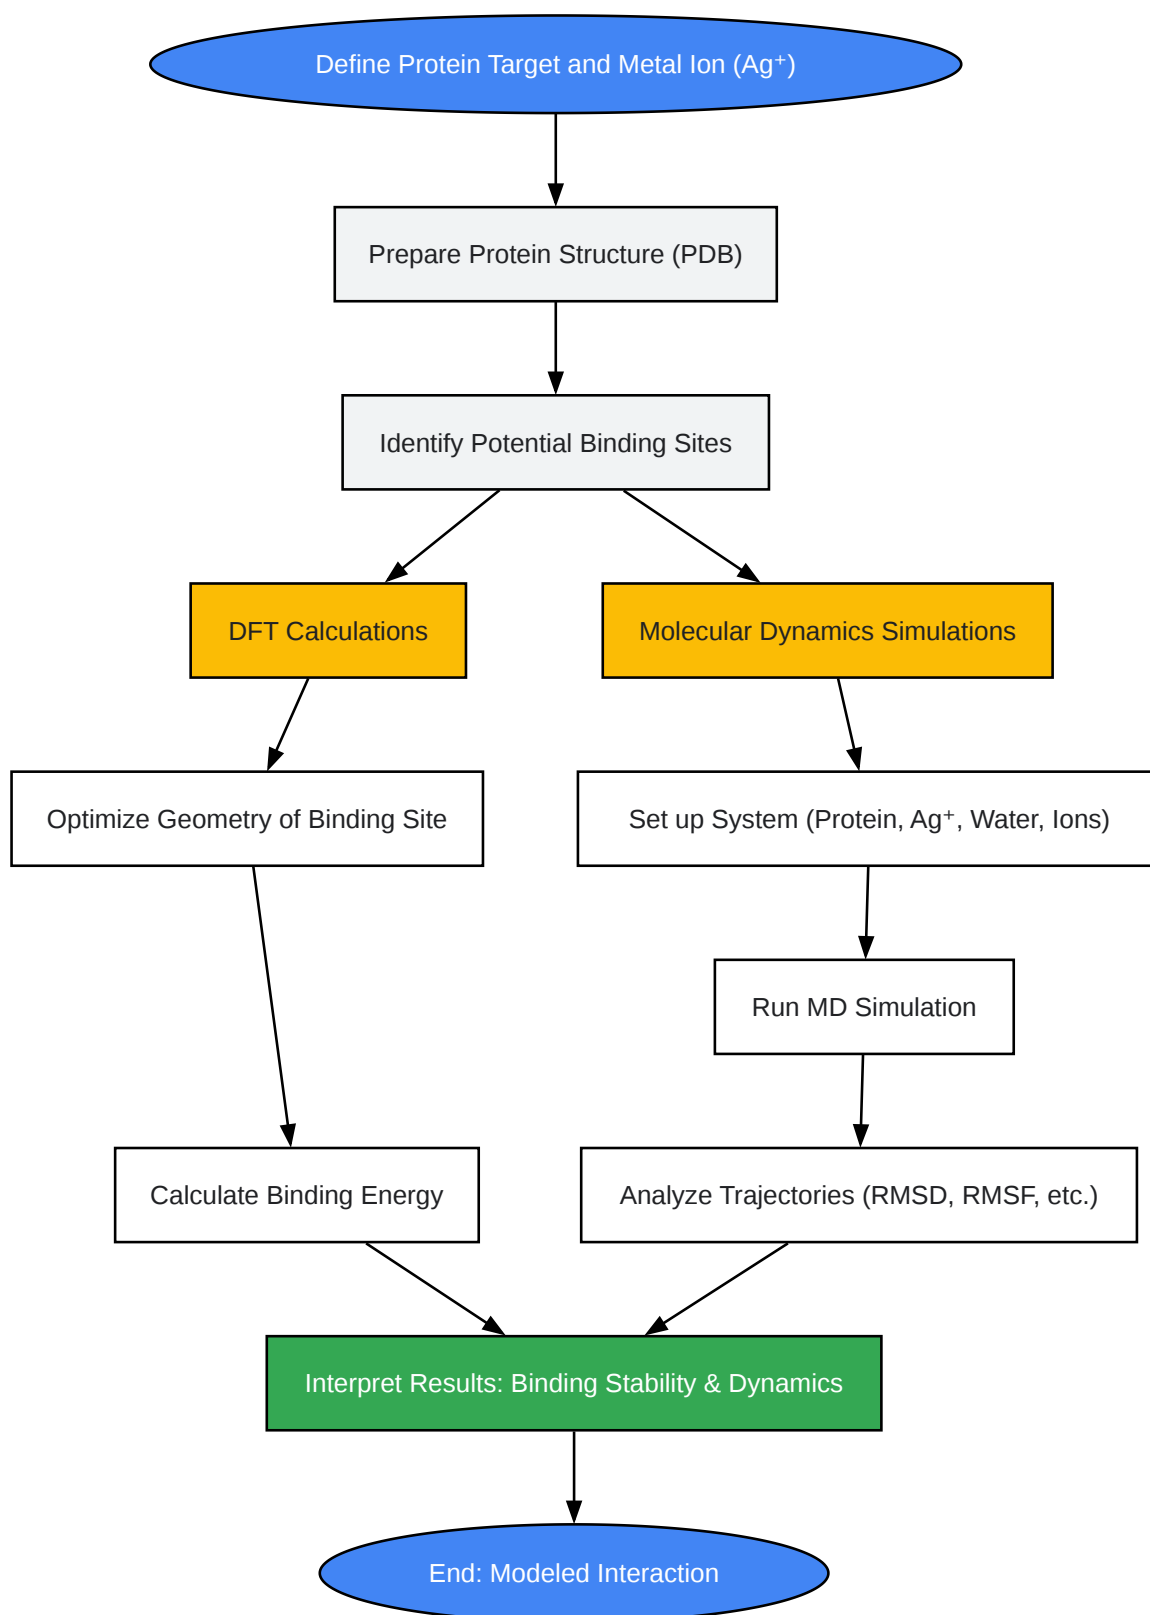 Define Protein Target and Metal Ion (Ag⁺)
Prepare Protein Structure (PDB)
Identify Potential Binding Sites
DFT Calculations
Molecular Dynamics Simulations
Optimize Geometry of Binding Site
Set up System (Protein, Ag⁺, Water, Ions)
Run MD Simulation
Calculate Binding Energy
Analyze Trajectories (RMSD, RMSF, etc.)
Interpret Results: Binding Stability & Dynamics
End: Modeled Interaction